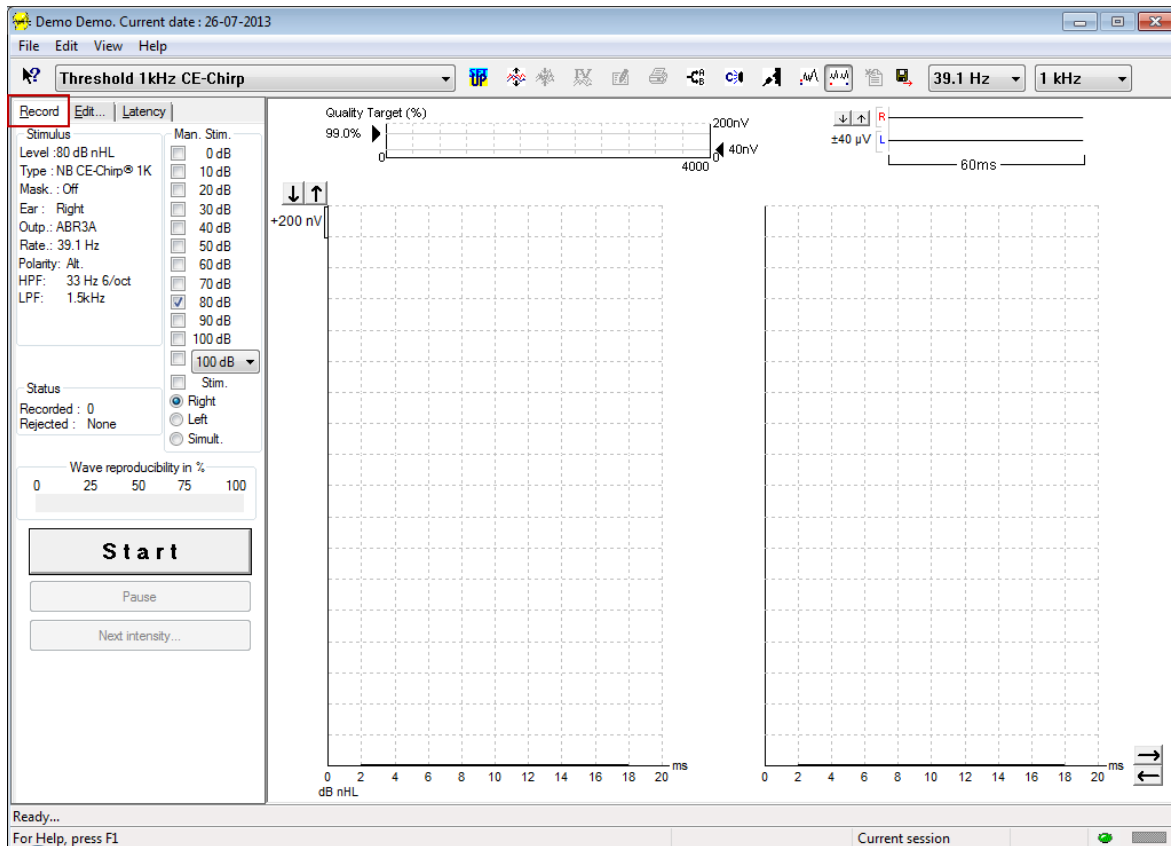 Demo Demo. Current date : 26-07-2013
File Edit View Help
Threshold 1kHz CE-Chirp
39.1 Hz
1 kHz
Record Edit... Latency
Stimulus
Level :80 dB nHL
Type : NB CE-Chirp® 1K
Mask. : Off
Ear : Right
Outp.: ABR3A
Rate.: 39.1 Hz
Polarity: Alt.
HPF: 33 Hz 6/oct
LPF: 1.5kHz
Man. Stim.
0 dB
10 dB
20 dB
30 dB
40 dB
50 dB
60 dB
70 dB
80 dB
90 dB
100 dB
100 dB
Stim.
Right
Left
Simult.
Status
Recorded : 0
Rejected : None
Wave reproducibility in %
0 25 50 75 100
Start
Pause
Next intensity...
Quality Target (%)
99.0%
0
4000
200nV
40nV
0
R
±40 µV L
60ms
+200 nV
0 2 4 6 8 10 12 14 16 18 20 ms
dB nHL
0 2 4 6 8 10 12 14 16 18 20 ms
Ready...
For Help, press F1
Current session